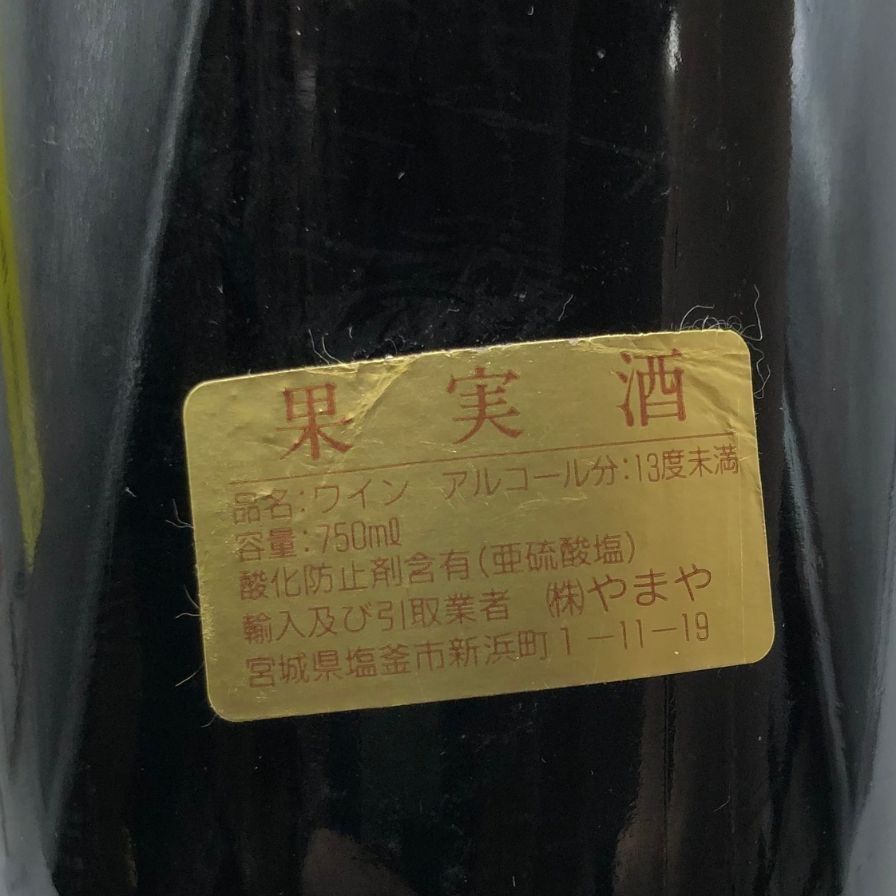 果実酒
品名:ワイン アルコール分:13度未満
容量:750mℓ
酸化防止剤含有(亜硫酸塩)
輸入及び引取業者 ㈱やまや
宮城県塩釜市新浜町1-11-19